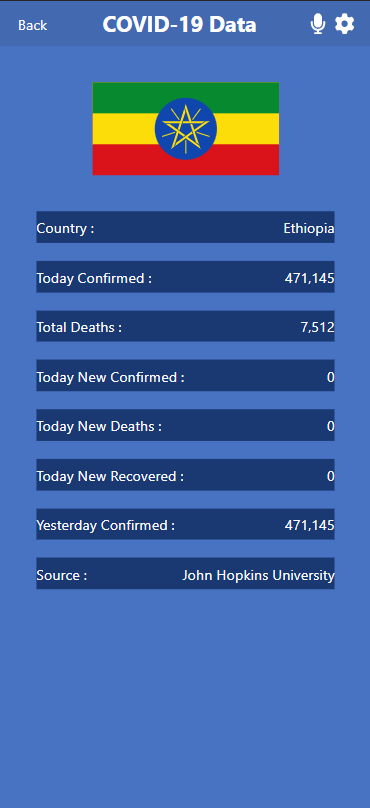 Back
COVID-19 Data
Country : Ethiopia
Today Confirmed : 471,145
Total Deaths : 7,512
Today New Confirmed : 0
Today New Deaths : 0
Today New Recovered : 0
Yesterday Confirmed : 471,145
Source : John Hopkins University